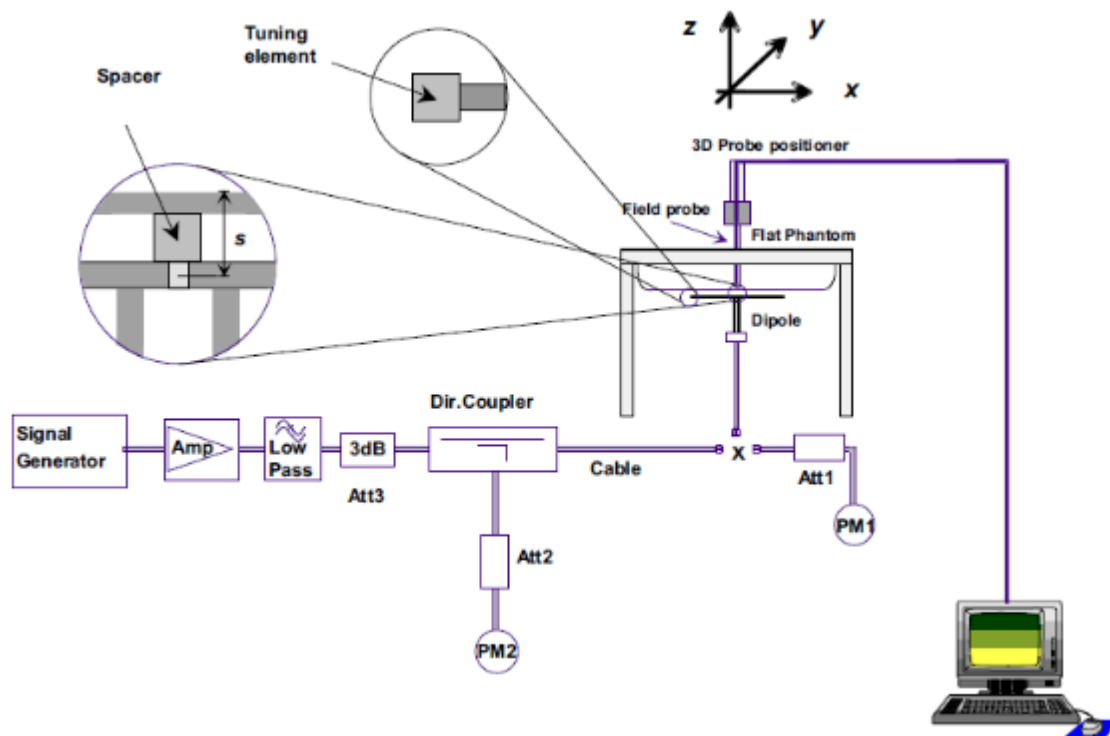 Tuning
element
z
y
x
Spacer
3D Probe positioner
Field probe
Flat Phantom
s
Dipole
Dir.Coupler
Signal
Generator
Amp
Low
Pass
3dB
Att3
Cable
X
Att1
PM1
Att2
PM2